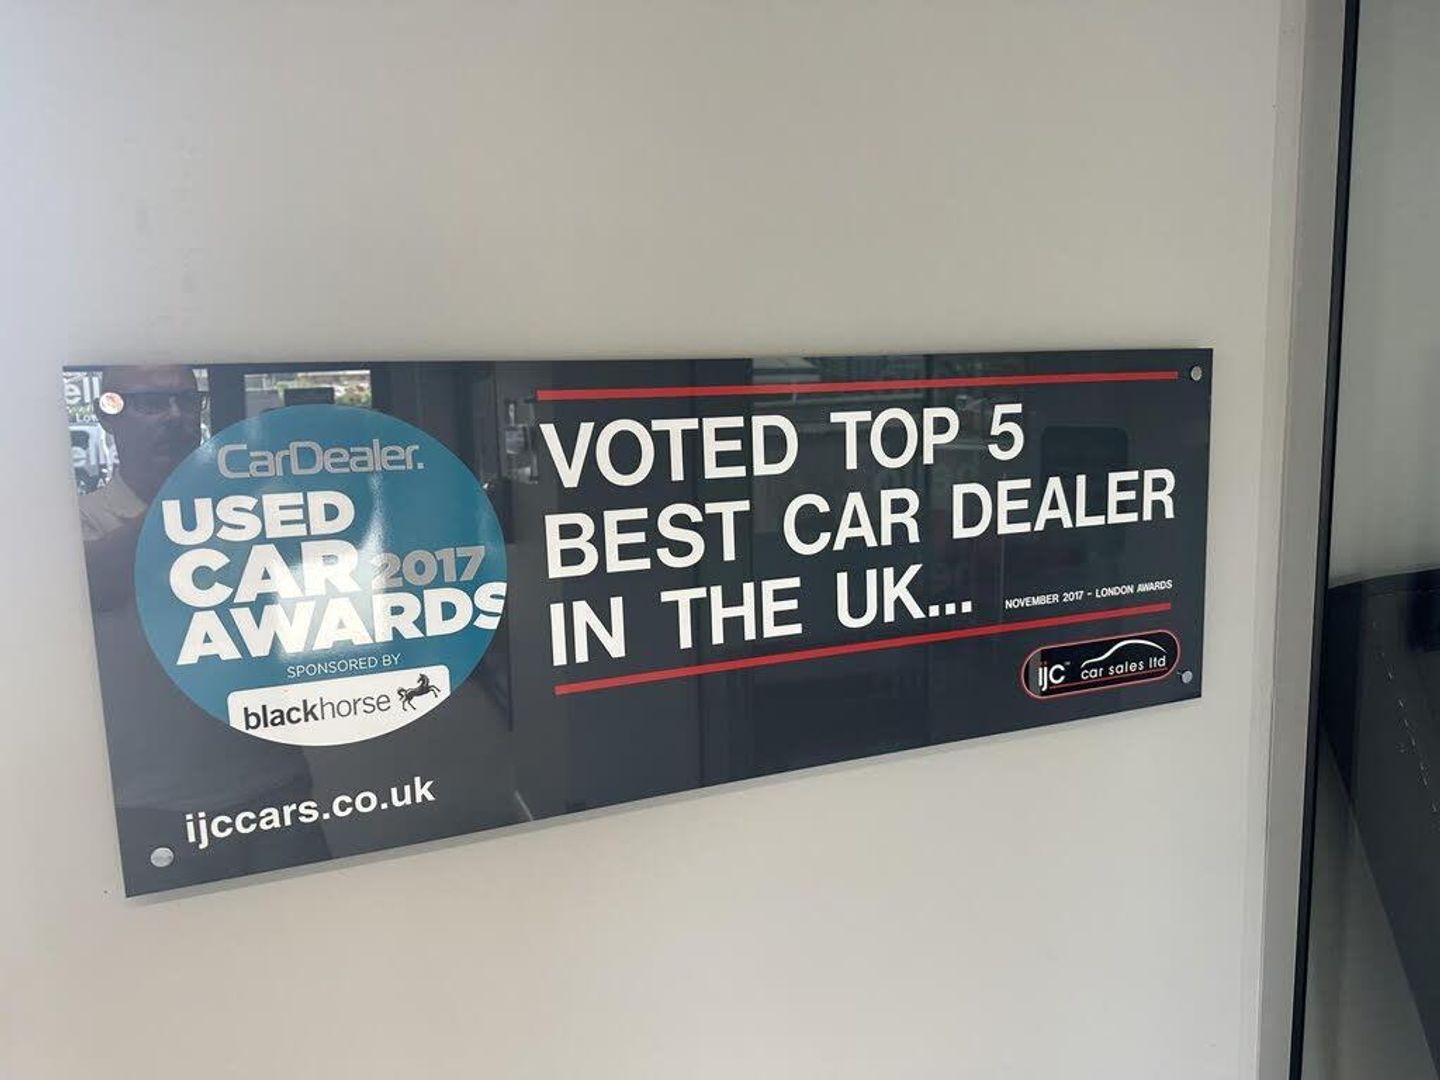 CarDealer.
USED
CAR 2017
AWARDS
SPONSORED BY
blackhorse
ijccars.co.uk
VOTED TOP 5
BEST CAR DEALER
IN THE UK...
NOVEMBER 2017 - LONDON AWARDS
ijc™ car sales ltd